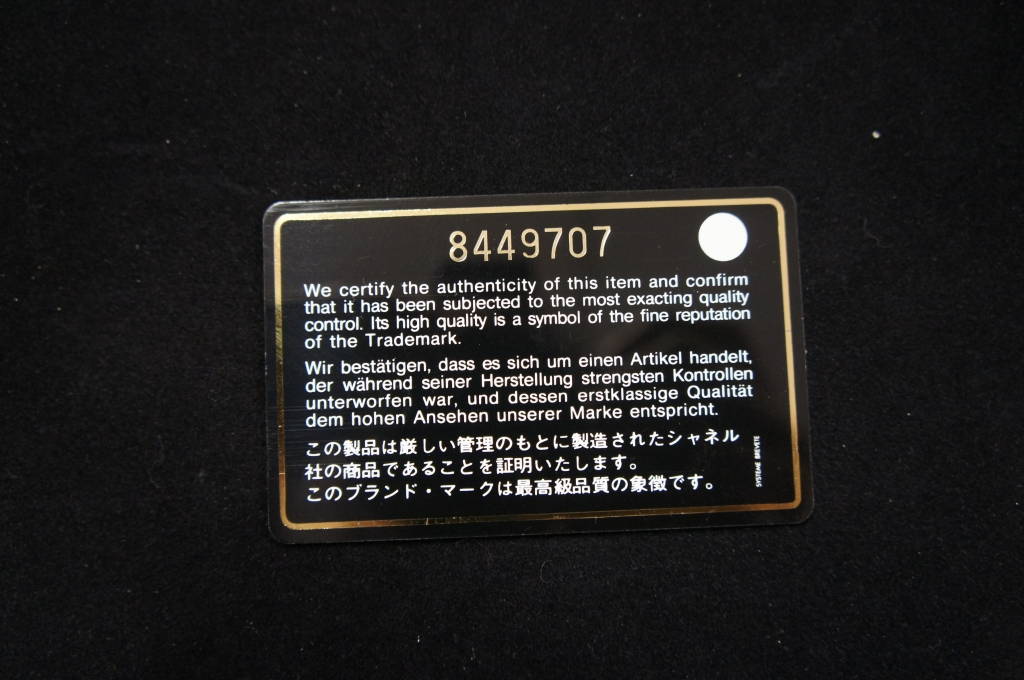 8449707
We certify the authenticity of this item and confirm
that it has been subjected to the most exacting quality
control. Its high quality is a symbol of the fine reputation
of the Trademark.
Wir bestätigen, dass es sich um einen Artikel handelt,
der während seiner Herstellung strengsten Kontrollen
unterworfen war, und dessen erstklassige Qualität
dem hohen Ansehen unserer Marke entspricht.
この製品は厳しい管理のもとに製造されたシャネル
社の商品であることを証明いたします。
このブランド・マークは最高級品質の象徴です。
SYSTEME BREVETE